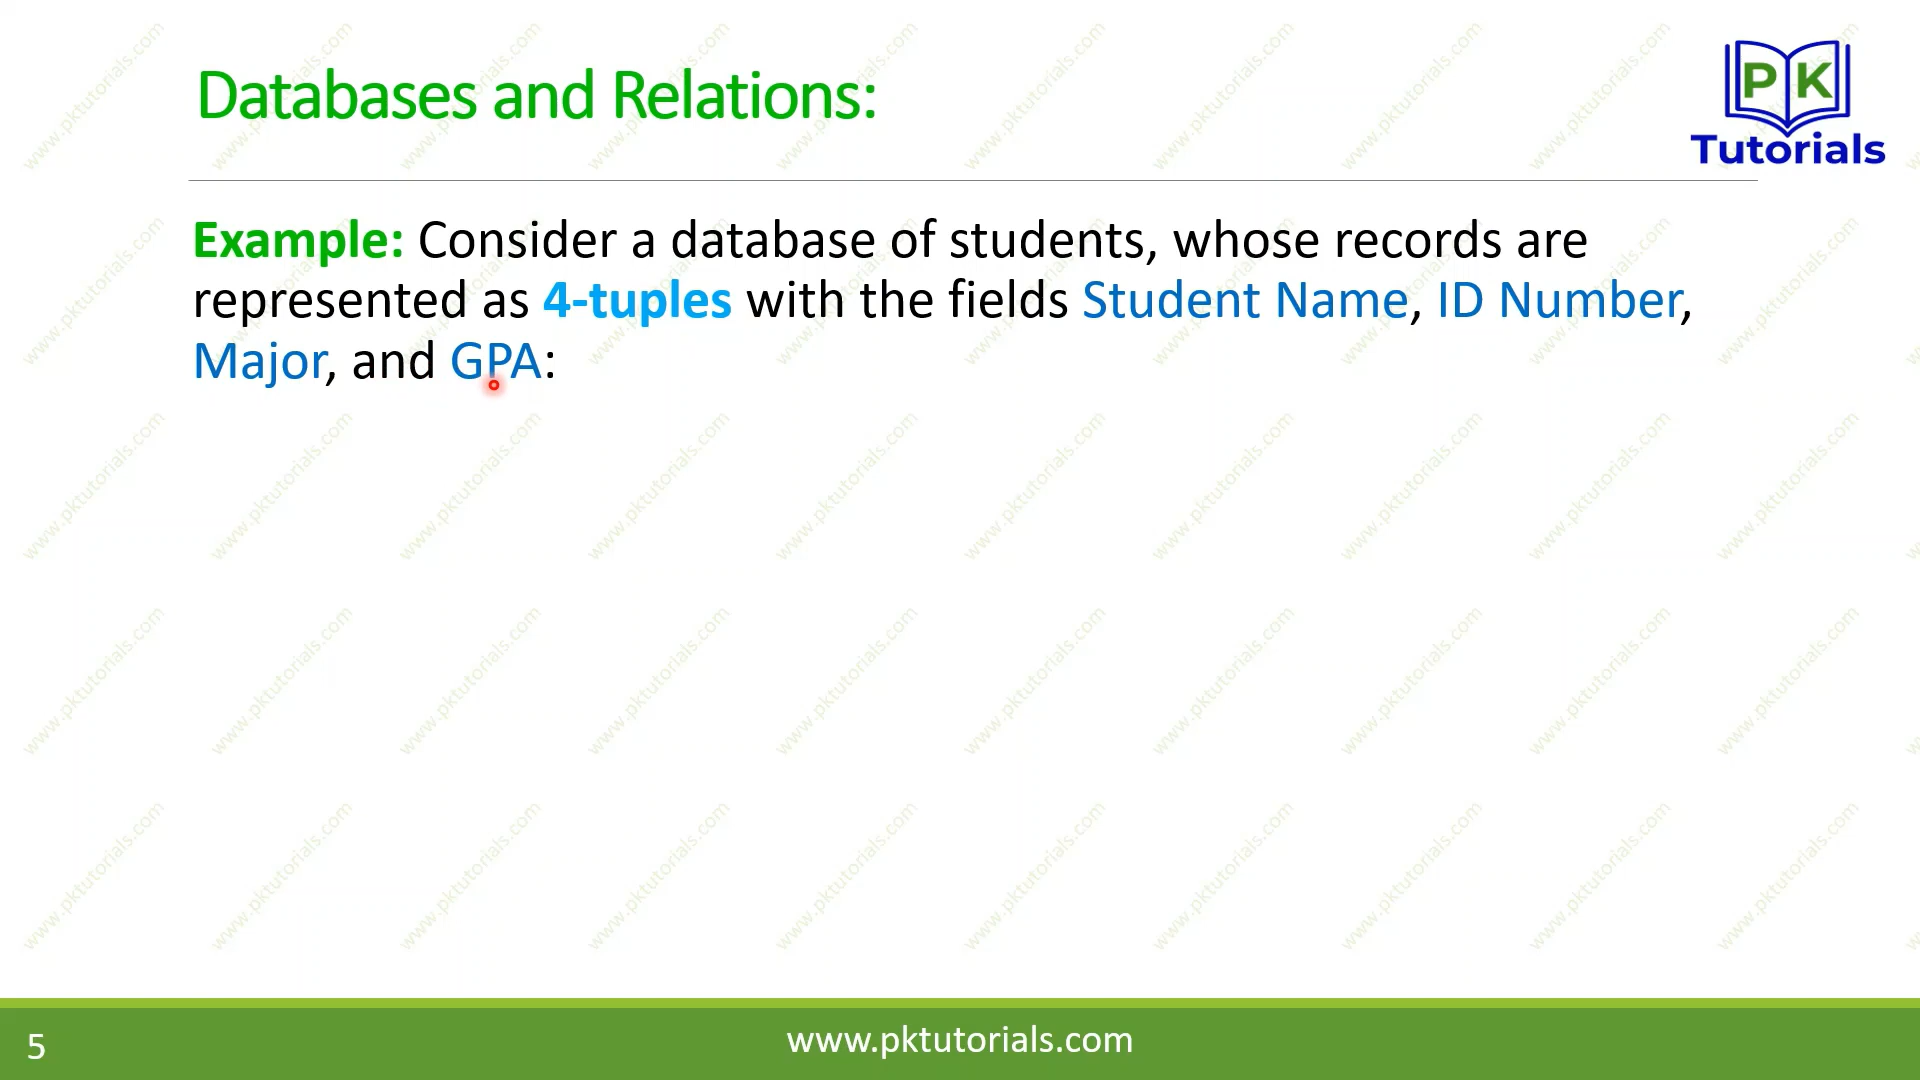 Databases and Relations:
PK
Tutorials
Example: Consider a database of students, whose records are
represented as 4-tuples with the fields Student Name, ID Number,
Major, and GPA:
5
www.pktutorials.com